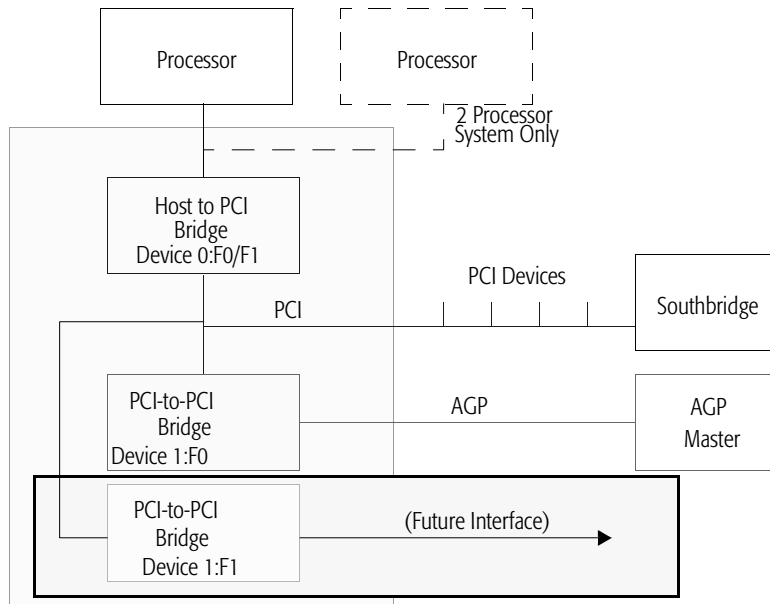 Processor
Processor
2 Processor
System Only
Host to PCI
Bridge
Device 0:F0/F1
PCI Devices
PCI
Southbridge
PCI-to-PCI
Bridge
Device 1:F0
AGP
AGP
Master
PCI-to-PCI
Bridge
Device 1:F1
(Future Interface)